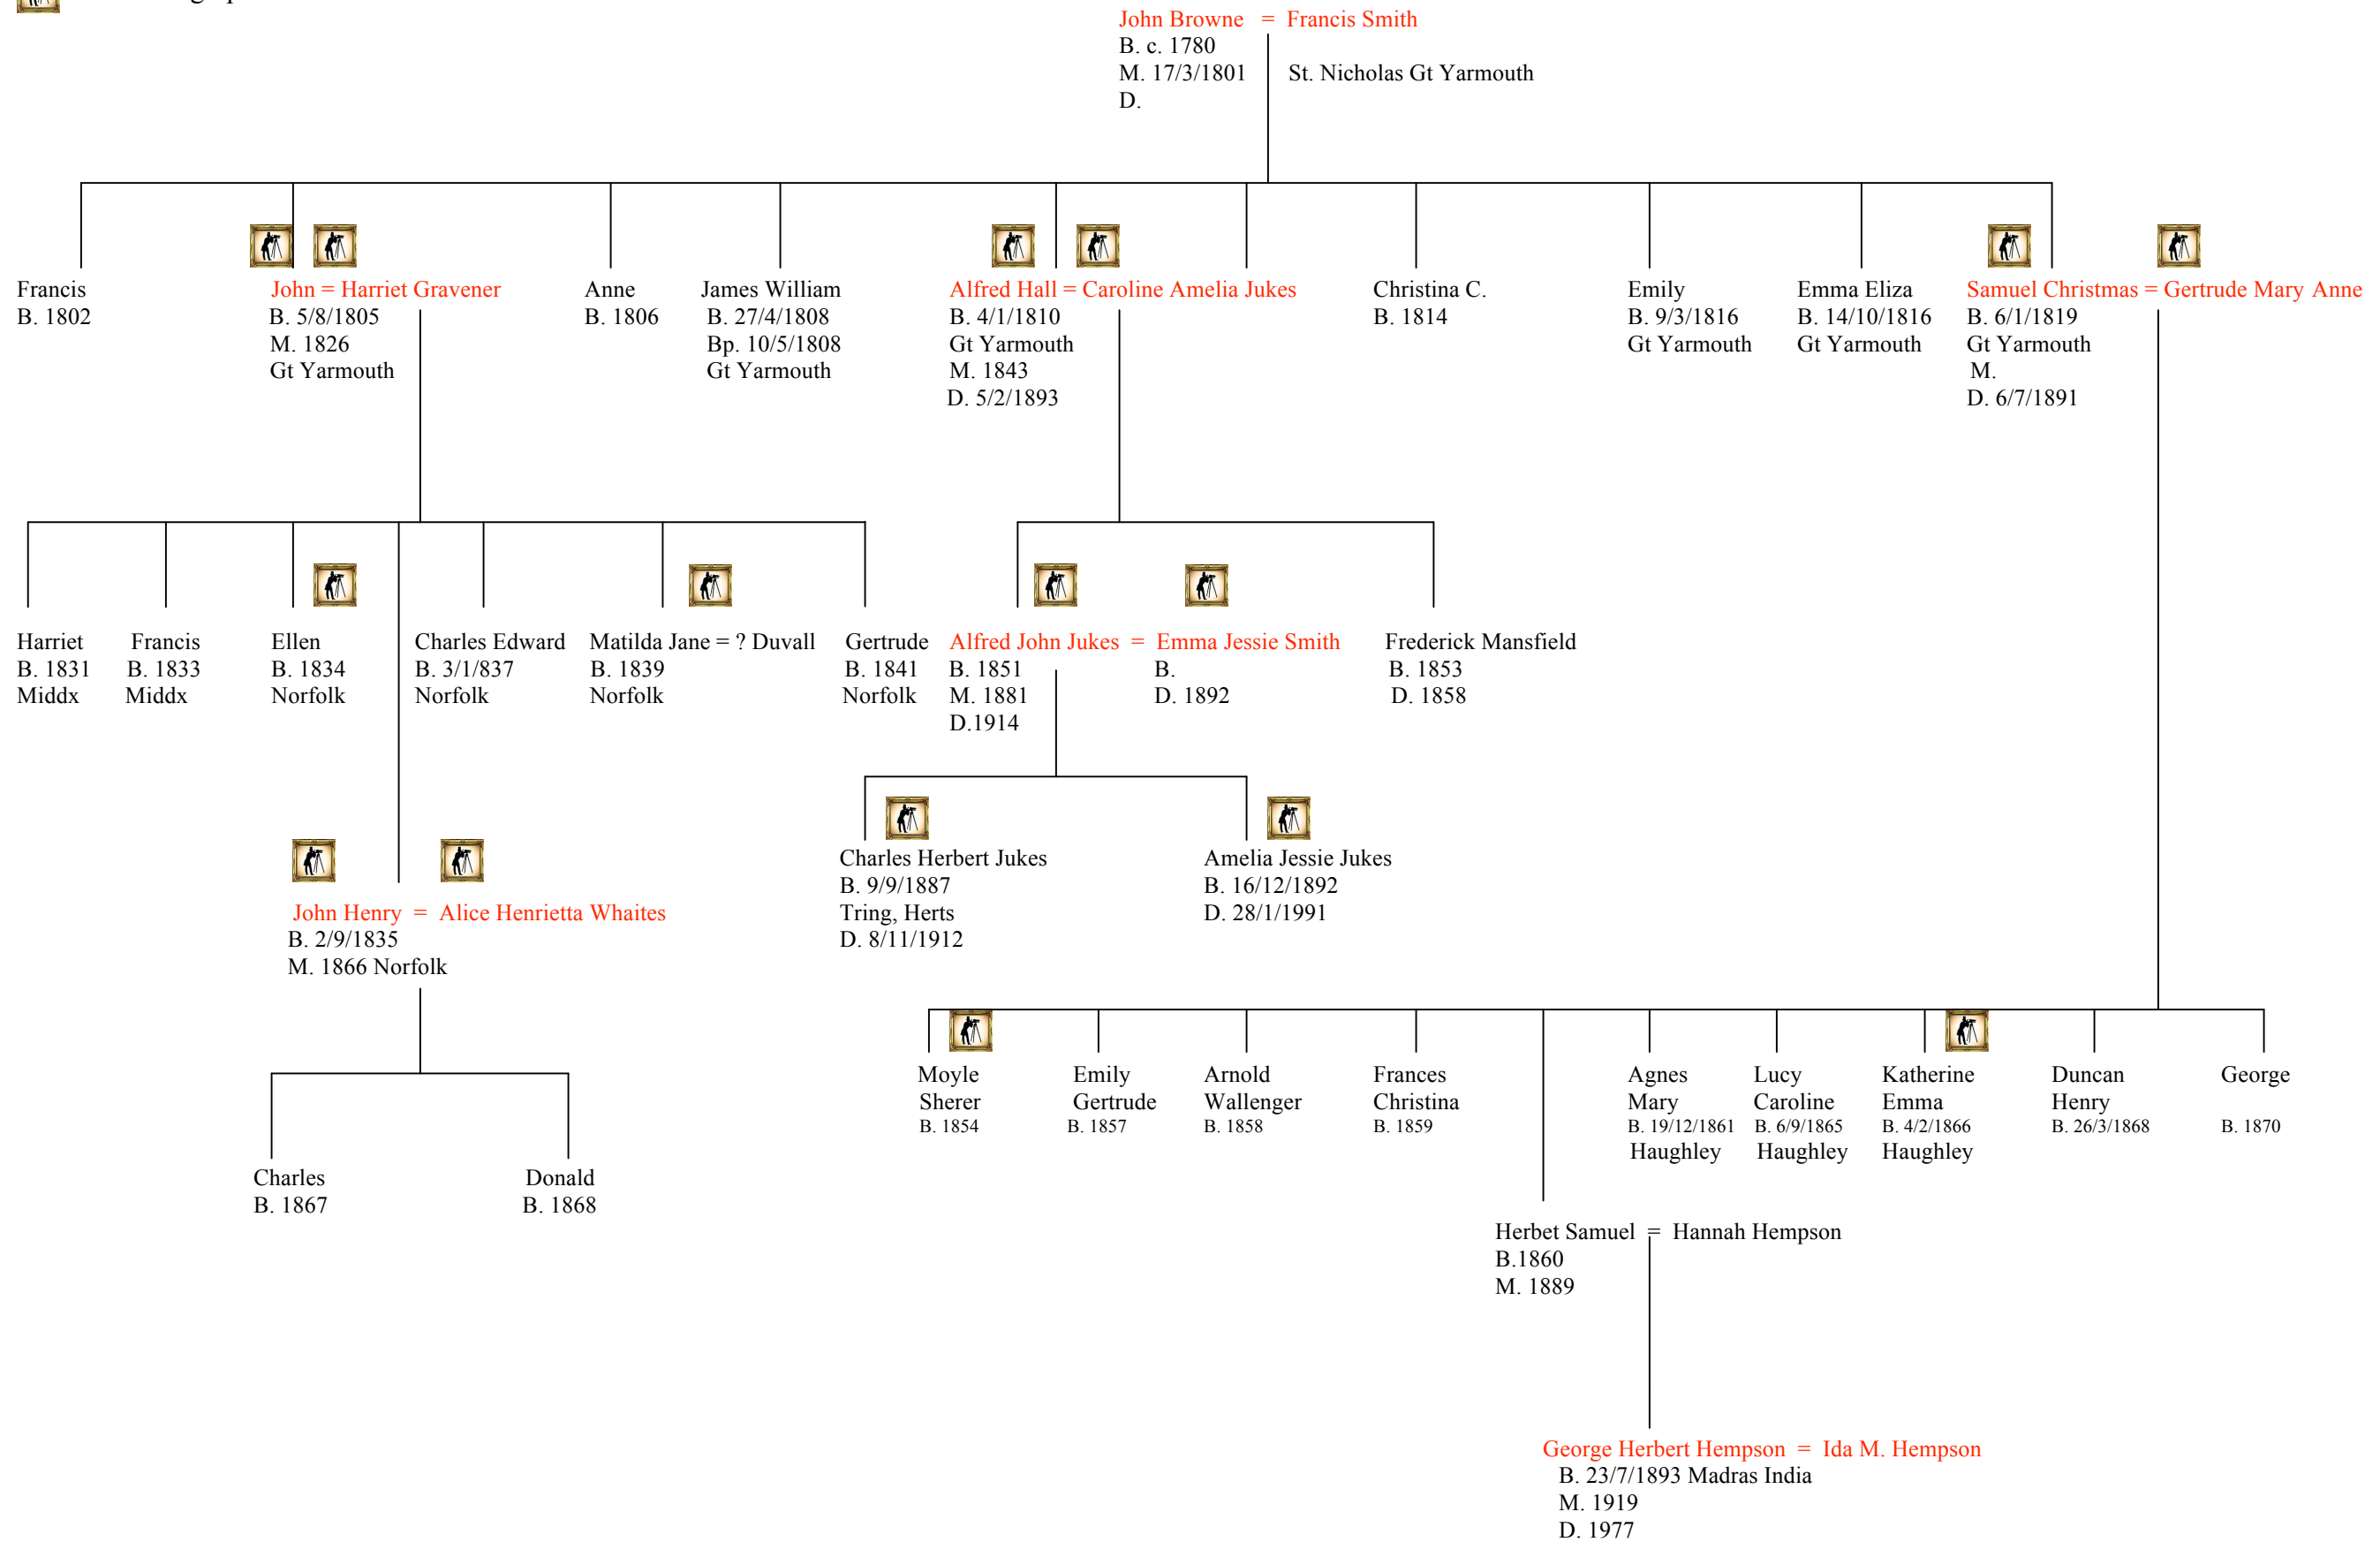 John Browne = Francis Smith
B. c. 1780
M. 17/3/1801 St. Nicholas Gt Yarmouth
D.
Francis
B. 1802
John = Harriet Gravener
B. 5/8/1805
M. 1826
Gt Yarmouth
Anne
B. 1806
James William
B. 27/4/1808
Bp. 10/5/1808
Gt Yarmouth
Alfred Hall = Caroline Amelia Jukes
B. 4/1/1810
Gt Yarmouth
M. 1843
D. 5/2/1893
Christina C.
B. 1814
Emily
B. 9/3/1816
Gt Yarmouth
Emma Eliza
B. 14/10/1816
Gt Yarmouth
Samuel Christmas = Gertrude Mary Anne
B. 6/1/1819
Gt Yarmouth
M.
D. 6/7/1891
Harriet
B. 1831
Middx
Francis
B. 1833
Middx
Ellen
B. 1834
Norfolk
Charles Edward
B. 3/1/837
Norfolk
Matilda Jane = ? Duvall
B. 1839
Norfolk
Gertrude
B. 1841
Norfolk
Alfred John Jukes = Emma Jessie Smith
B. 1851 B.
M. 1881 D. 1892
D.1914
Frederick Mansfield
B. 1853
D. 1858
Charles Herbert Jukes
B. 9/9/1887
Tring, Herts
D. 8/11/1912
Amelia Jessie Jukes
B. 16/12/1892
D. 28/1/1991
John Henry = Alice Henrietta Whaites
B. 2/9/1835
M. 1866 Norfolk
Charles
B. 1867
Donald
B. 1868
Moyle
Sherer
B. 1854
Emily
Gertrude
B. 1857
Arnold
Wallenger
B. 1858
Frances
Christina
B. 1859
Agnes
Mary
B. 19/12/1861
Haughley
Lucy
Caroline
B. 6/9/1865
Haughley
Katherine
Emma
B. 4/2/1866
Haughley
Duncan
Henry
B. 26/3/1868
George
B. 1870
Herbet Samuel = Hannah Hempson
B.1860
M. 1889
George Herbert Hempson = Ida M. Hempson
B. 23/7/1893 Madras India
M. 1919
D. 1977